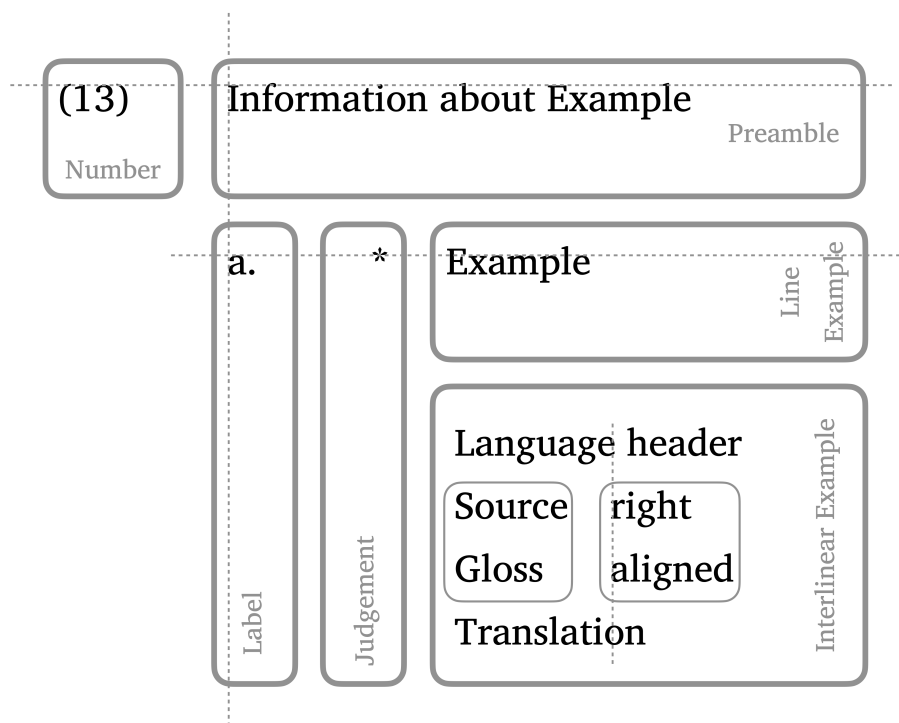 (13)
Information about Example
Number
Preamble
a.
*
Example
Line
Example
Label
Judgement
Language header
Source right
Gloss aligned
Translation
Interlinear Example